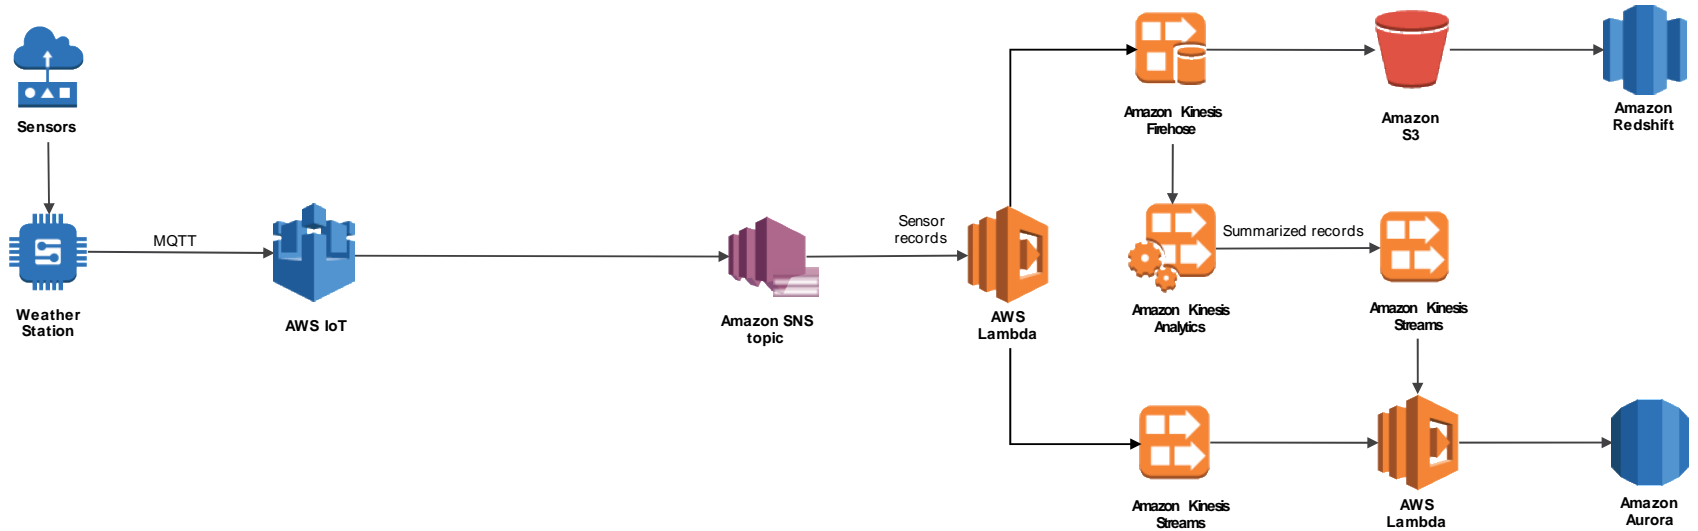 Sensors
MQTT
Weather
Station
AWS IoT
Amazon SNS
topic
Sensor
records
AWS
Lambda
Amazon Kinesis
Firehose
Amazon
S3
Amazon
Redshift
Amazon Kinesis
Analytics
Summarized records
Amazon Kinesis
Streams
Amazon Kinesis
Streams
AWS
Lambda
Amazon
Aurora